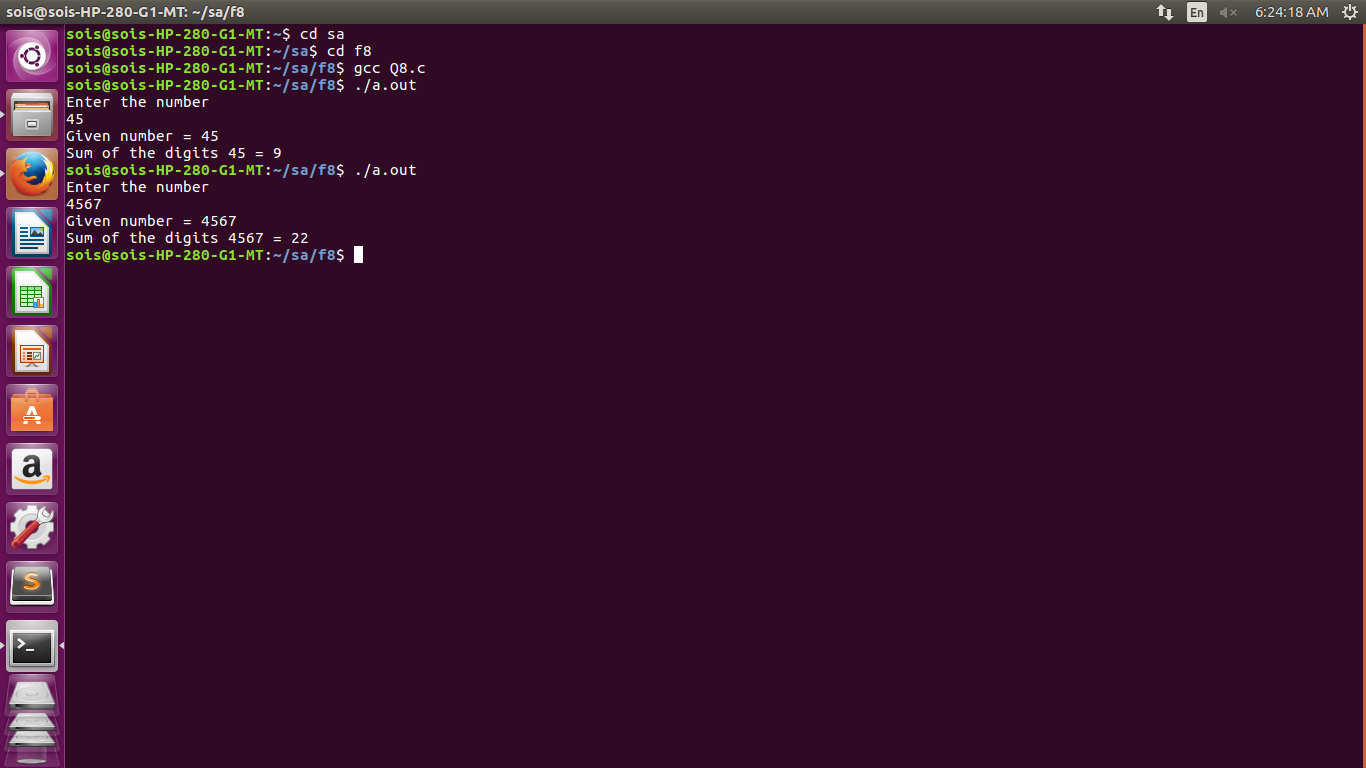 sois@sois-HP-280-G1-MT: ~/sa/f8
En
6:24:18 AM
sois@sois-HP-280-G1-MT:~$ cd sa
sois@sois-HP-280-G1-MT:~/sa$ cd f8
sois@sois-HP-280-G1-MT:~/sa/f8$ gcc Q8.c
sois@sois-HP-280-G1-MT:~/sa/f8$ ./a.out
Enter the number
45
Given number = 45
Sum of the digits 45 = 9
sois@sois-HP-280-G1-MT:~/sa/f8$ ./a.out
Enter the number
4567
Given number = 4567
Sum of the digits 4567 = 22
sois@sois-HP-280-G1-MT:~/sa/f8$
A
a
S
>_